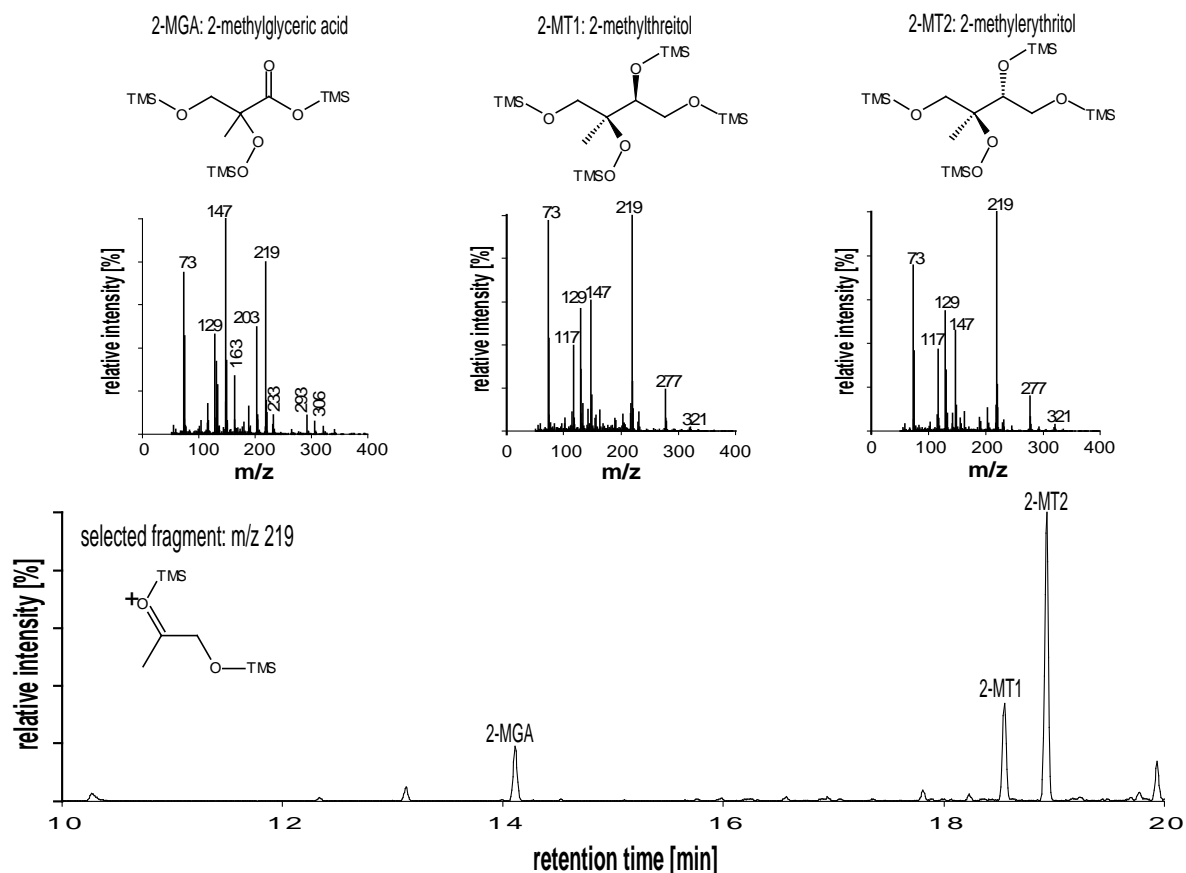 2-MGA: 2-methylglyceric acid
2-MT1: 2-methylthreitol
2-MT2: 2-methylerythritol
O
TMS
O
O
TMS
O
TMSO
TMS
O
TMS
O
O
TMS
O
TMSO
TMS
O
TMS
O
O
TMS
O
TMSO
relative intensity [%]
73
129
147
163
203
219
233
293
306
0 100 200 300 400
m/z
relative intensity [%]
73
117
129
147
219
277
321
0 100 200 300 400
m/z
relative intensity [%]
73
117
129
147
219
277
321
0 100 200 300 400
m/z
relative intensity [%]
selected fragment: m/z 219
TMS
+O
O TMS
2-MGA
2-MT1
2-MT2
10 12 14 16 18 20
retention time [min]